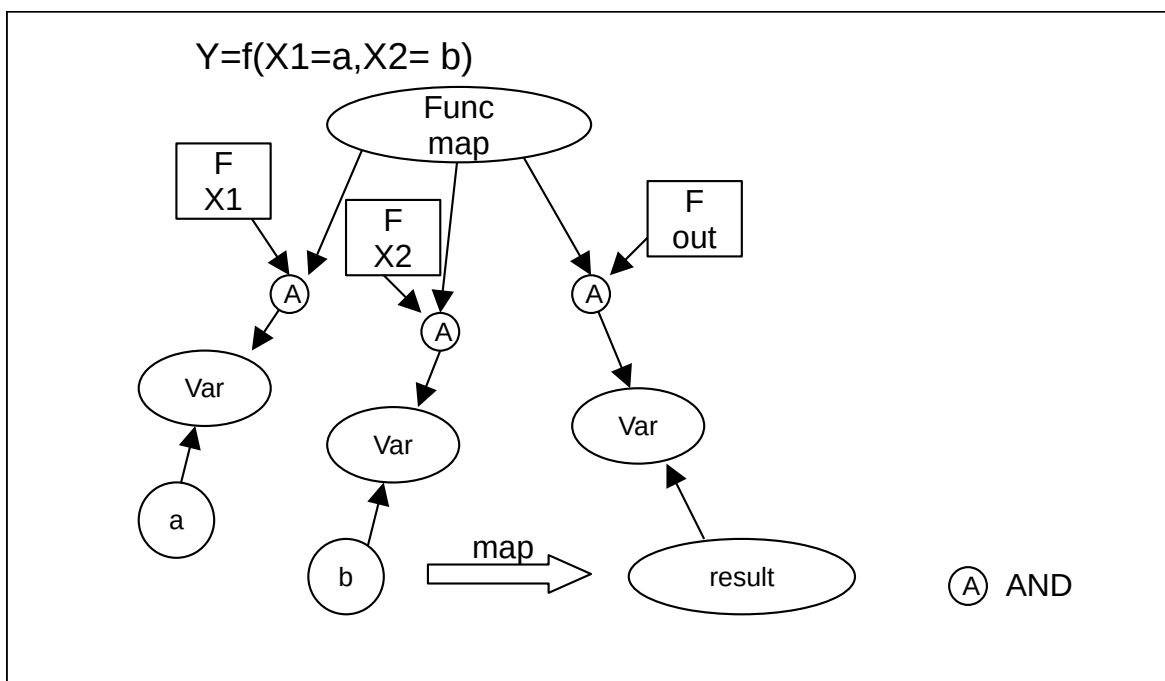 Y=f(X1=a,X2= b)
Func
map
F
X1
F
X2
F
out
A
A
A
Var
Var
Var
a
b
map
result
A AND